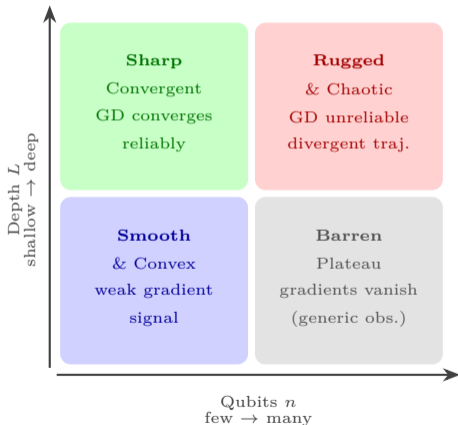 Sharp
Convergent
GD converges
reliably
Rugged
& Chaotic
GD unreliable
divergent traj.
Smooth
& Convex
weak gradient
signal
Barren
Plateau
gradients vanish
(generic obs.)
Depth L
shallow → deep
Qubits n
few → many